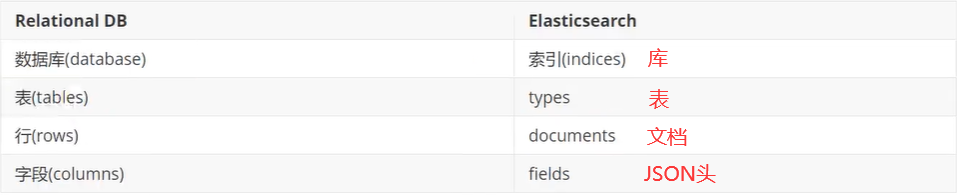 Relational DB Elasticsearch
数据库(database) 索引(indices) 库
表(tables) types 表
行(rows) documents 文档
字段(columns) fields JSON头